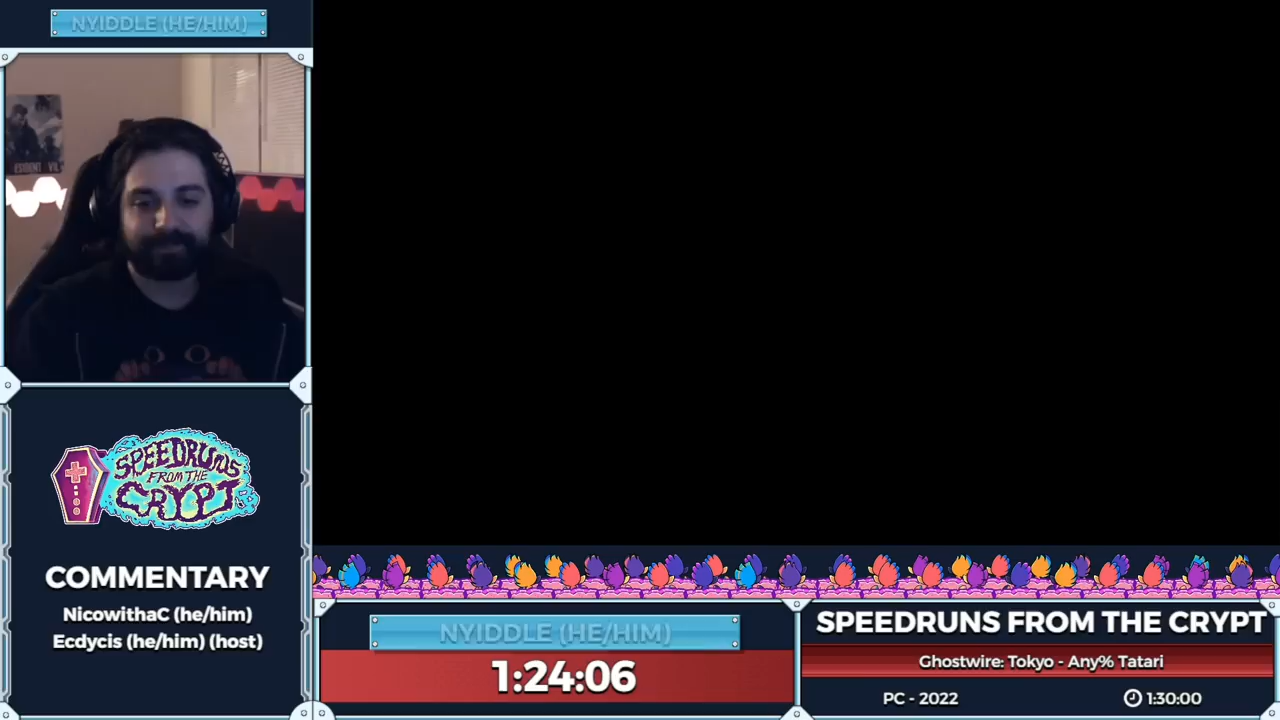 NYIDDLE (HE/HIM)
SPEEDRUNS
FROM THE
CRYPT
COMMENTARY
NicowithaC (he/him)
Ecdycis (he/him) (host)
NYIDDLE (HE/HIM)
1:24:06
SPEEDRUNS FROM THE CRYPT
Ghostwire: Tokyo - Any% Tatari
PC - 2022
1:30:00